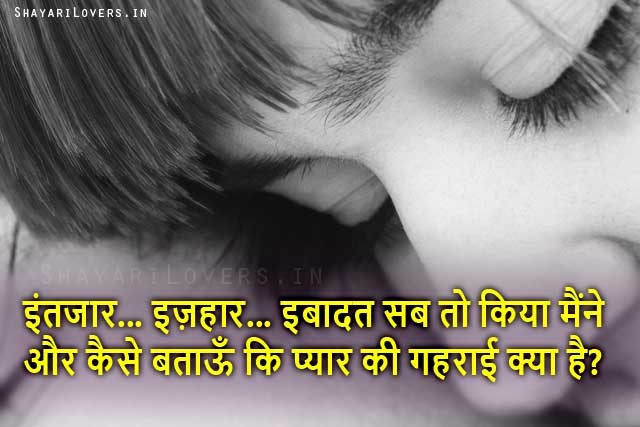 ShayariLovers.in
ShayariLovers.in
इंतजार... इज़हार... इबादत सब तो किया मैंने
और कैसे बताऊँ कि प्यार की गहराई क्या है?